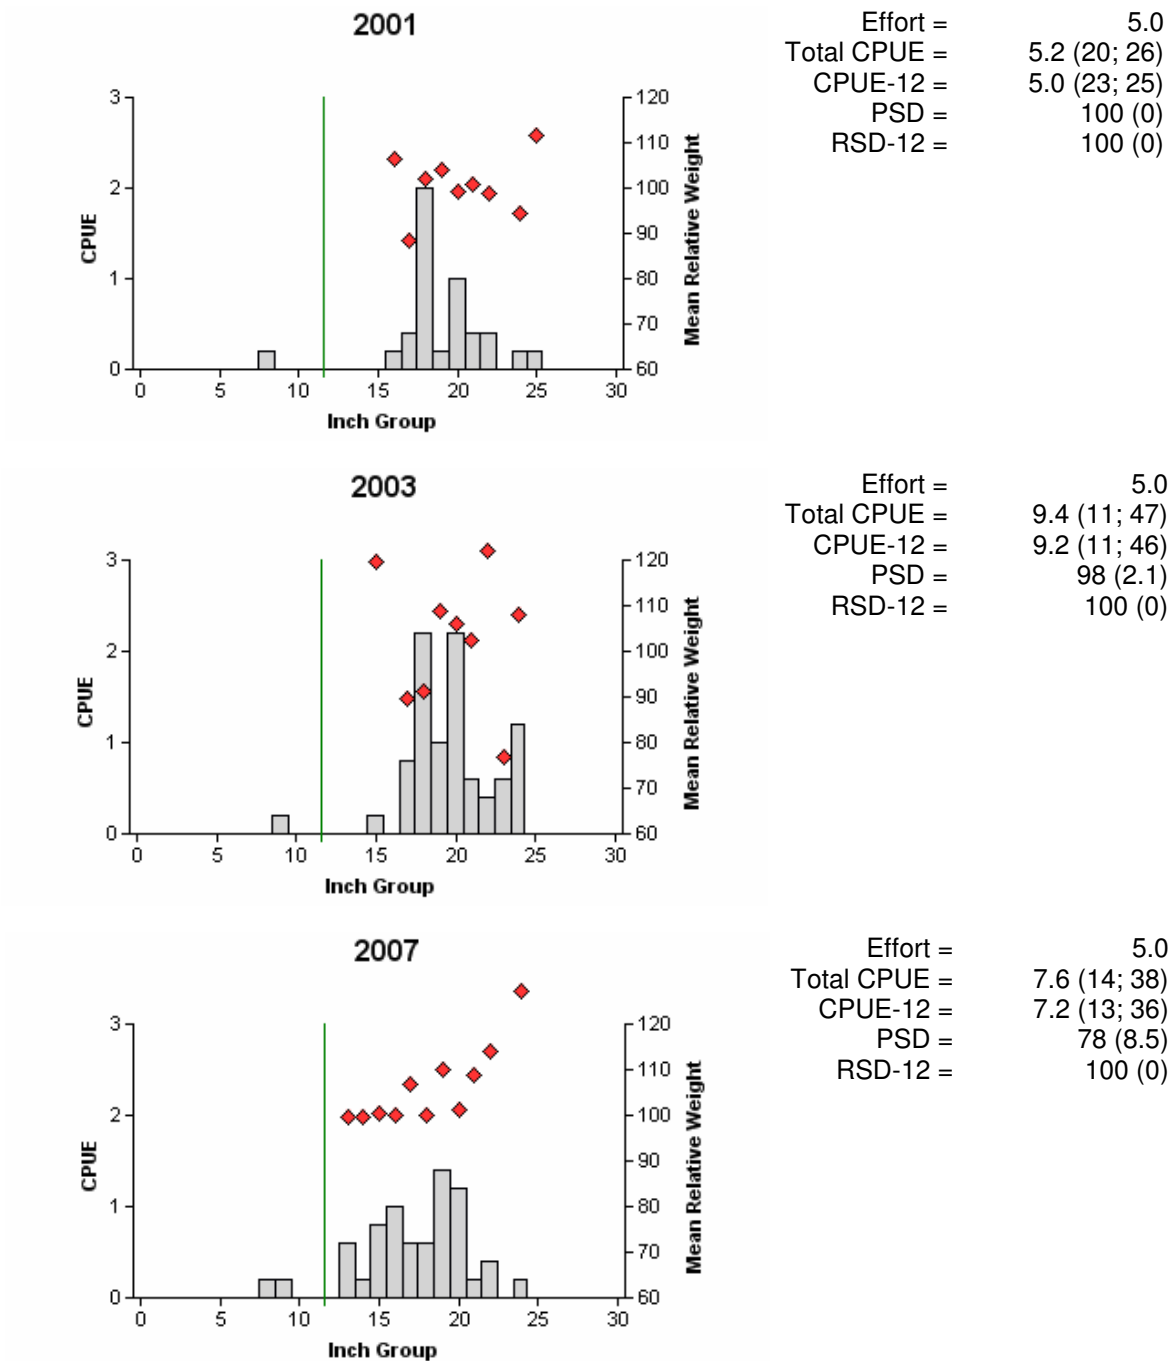 2001
Effort = 5.0
Total CPUE = 5.2 (20; 26)
CPUE-12 = 5.0 (23; 25)
PSD = 100 (0)
RSD-12 = 100 (0)
3
2
1
0
CPUE
120
110
100
90
80
70
60
Mean Relative Weight
0 5 10 15 20 25 30
Inch Group
2003
Effort = 5.0
Total CPUE = 9.4 (11; 47)
CPUE-12 = 9.2 (11; 46)
PSD = 98 (2.1)
RSD-12 = 100 (0)
3
2
1
0
CPUE
120
110
100
90
80
70
60
Mean Relative Weight
0 5 10 15 20 25 30
Inch Group
2007
Effort = 5.0
Total CPUE = 7.6 (14; 38)
CPUE-12 = 7.2 (13; 36)
PSD = 78 (8.5)
RSD-12 = 100 (0)
3
2
1
0
CPUE
120
110
100
90
80
70
60
Mean Relative Weight
0 5 10 15 20 25 30
Inch Group